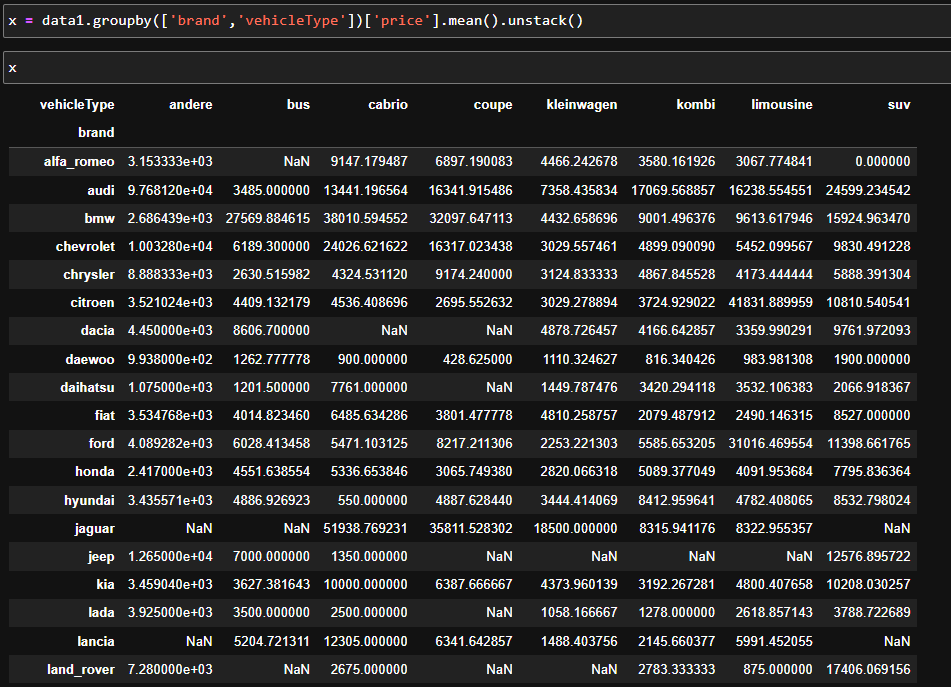 x = data1.groupby(['brand','vehicleType'])['price'].mean().unstack()
x
vehicleType andere bus cabrio coupe kleinwagen kombi limousine suv
brand
alfa_romeo 3.153333e+03 NaN 9147.179487 6897.190083 4466.242678 3580.161926 3067.774841 0.000000
audi 9.768120e+04 3485.000000 13441.196564 16341.915486 7358.435834 17069.568857 16238.554551 24599.234542
bmw 2.686439e+03 27569.884615 38010.594552 32097.647113 4432.658696 9001.496376 9613.617946 15924.963470
chevrolet 1.003280e+04 6189.300000 24026.621622 16317.023438 3029.557461 4899.090090 5452.099567 9830.491228
chrysler 8.888333e+03 2630.515982 4324.531120 9174.240000 3124.833333 4867.845528 4173.444444 5888.391304
citroen 3.521024e+03 4409.132179 4536.408696 2695.552632 3029.278894 3724.929022 41831.889959 10810.540541
dacia 4.450000e+03 8606.700000 NaN NaN 4878.726457 4166.642857 3359.990291 9761.972093
daewoo 9.938000e+02 1262.777778 900.000000 428.625000 1110.324627 816.340426 983.981308 1900.000000
daihatsu 1.075000e+03 1201.500000 7761.000000 NaN 1449.787476 3420.294118 3532.106383 2066.918367
fiat 3.534768e+03 4014.823460 6485.634286 3801.477778 4810.258757 2079.487912 2490.146315 8527.000000
ford 4.089282e+03 6028.413458 5471.103125 8217.211306 2253.221303 5585.653205 31016.469554 11398.661765
honda 2.417000e+03 4551.638554 5336.653846 3065.749380 2820.066318 5089.377049 4091.953684 7795.836364
hyundai 3.435571e+03 4886.926923 550.000000 4887.628440 3444.414069 8412.959641 4782.408065 8532.798024
jaguar NaN NaN 51938.769231 35811.528302 18500.000000 8315.941176 8322.955357 NaN
jeep 1.265000e+04 7000.000000 1350.000000 NaN NaN NaN NaN 12576.895722
kia 3.459040e+03 3627.381643 10000.000000 6387.666667 4373.960139 3192.267281 4800.407658 10208.030257
lada 3.925000e+03 3500.000000 2500.000000 NaN 1058.166667 1278.000000 2618.857143 3788.722689
lancia NaN 5204.721311 12305.000000 6341.642857 1488.403756 2145.660377 5991.452055 NaN
land_rover 7.280000e+03 NaN 2675.000000 NaN NaN 2783.333333 875.000000 17406.069156